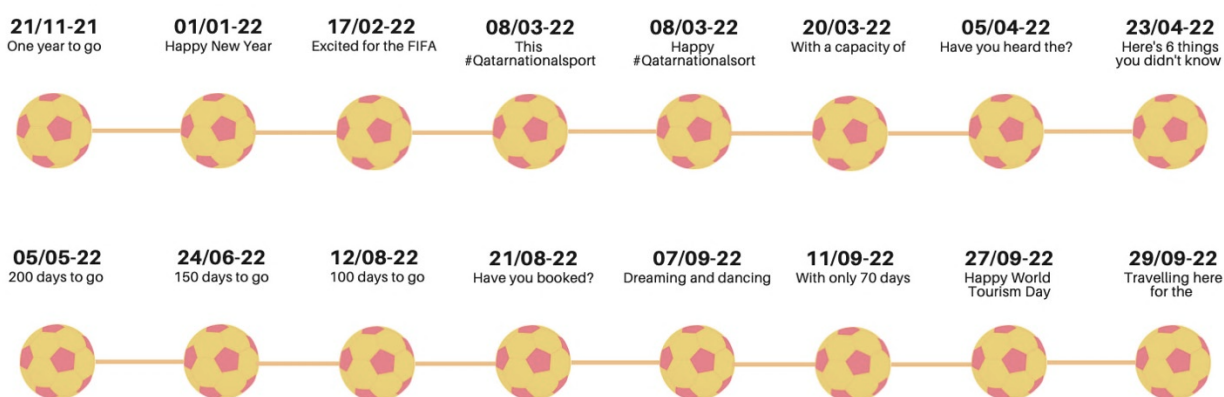 21/11-21
One year to go
01/01-22
Happy New Year
17/02-22
Excited for the FIFA
08/03-22
This
#Qatarnationalsport
08/03-22
Happy
#Qatarnationalsort
20/03-22
With a capacity of
05/04-22
Have you heard the?
23/04-22
Here's 6 things
you didn't know
05/05-22
200 days to go
24/06-22
150 days to go
12/08-22
100 days to go
21/08-22
Have you booked?
07/09-22
Dreaming and dancing
11/09-22
With only 70 days
27/09-22
Happy World
Tourism Day
29/09-22
Travelling here
for the